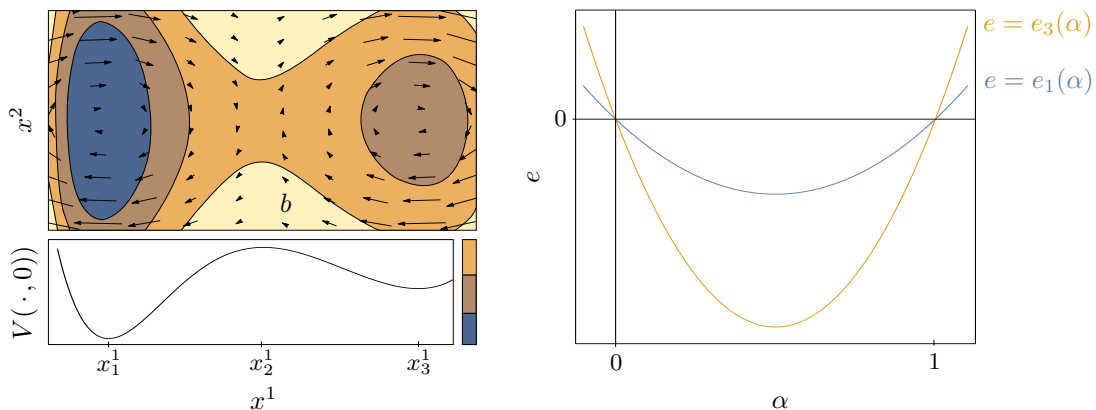 x^2
b
V(·,0))
x_1^1
x_2^1
x_3^1
x^1
e = e_3(α)
e = e_1(α)
0
e
0
1
α